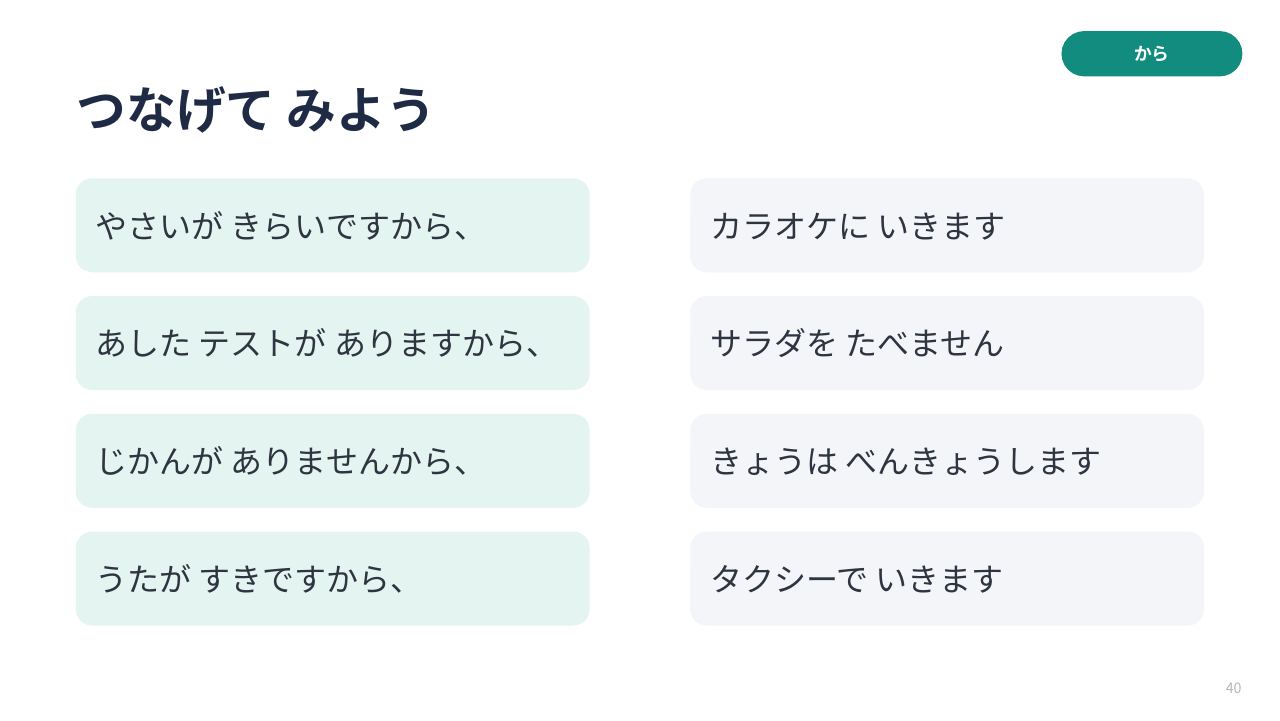 から
つなげて みよう
やさいが きらいですから、
カラオケに いきます
あした テストが ありますから、
サラダを たべません
じかんが ありませんから、
きょうは べんきょうします
うたが すきですから、
タクシーで いきます
40